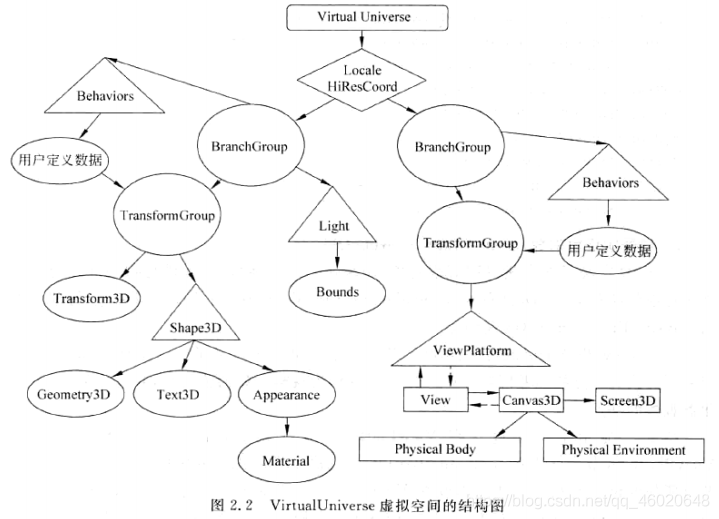 Virtual Universe
Locale
HiResCoord
Behaviors
BranchGroup
BranchGroup
用户定义数据
Behaviors
TransformGroup
Light
TransformGroup
用户定义数据
Transform3D
Bounds
Shape3D
ViewPlatform
Geometry3D
Text3D
Appearance
View
Canvas3D
Screen3D
Material
Physical Body
Physical Environment
图 2.2 VirtualUniverse 虚拟空间的结构图
https://blog.csdn.net/qq_46020648